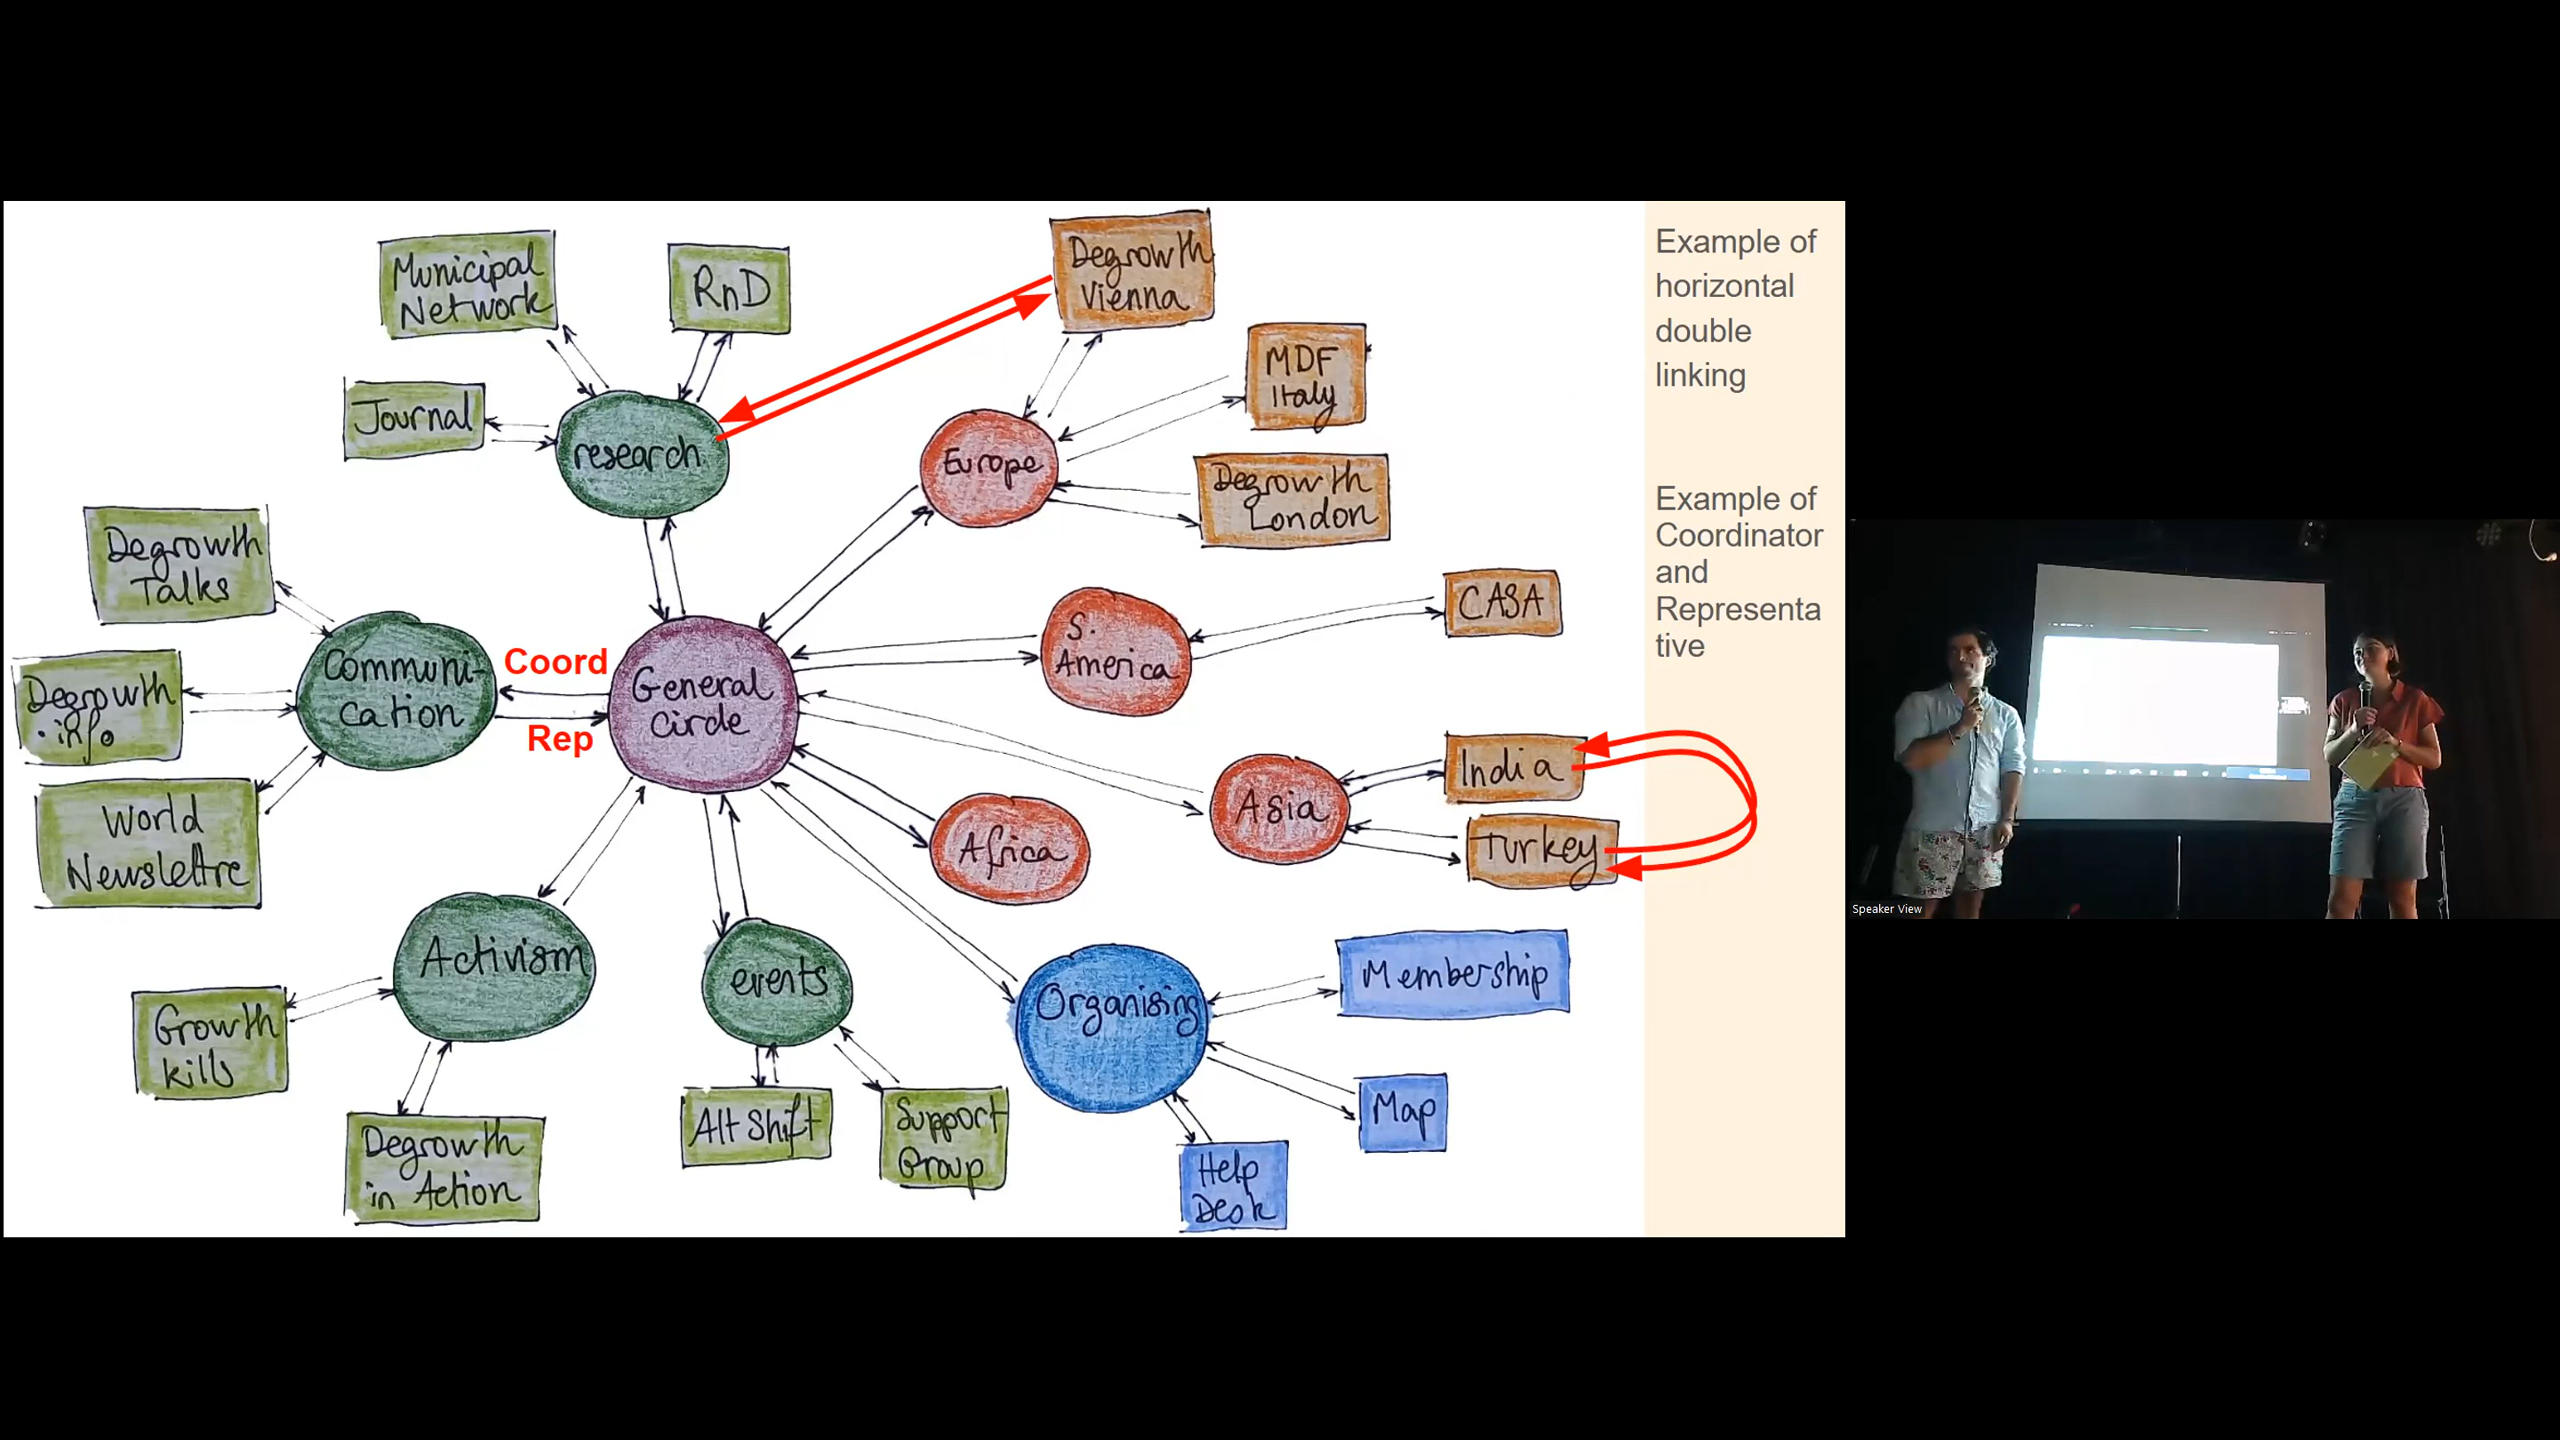 Municipal
Network
RnD
Degrowth
Vienna
MDF
Italy
Journal
research
Europe
Degrowth
London
Degrowth
Talks
S.
America
CASA
Communi-
cation
Coord
Rep
General
Circle
Degrowth
.info
India
Asia
Turkey
World
Newslettre
Africa
Activism
events
Organising
Membership
Growth
kills
Map
Alt Shift
Support
Group
Degrowth
in Action
Help
Desk
Example of
horizontal
double
linking
Example of
Coordinator
and
Representa
tive
Speaker View